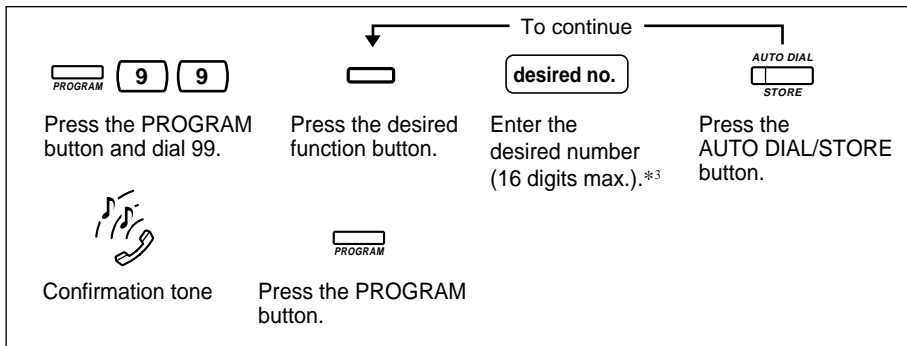 To continue
PROGRAM 9 9
desired no.
AUTO DIAL
STORE
Press the PROGRAM
button and dial 99.
Press the desired
function button.
Enter the
desired number
(16 digits max.).*3
Press the
AUTO DIAL/STORE
button.
PROGRAM
Confirmation tone
Press the PROGRAM
button.